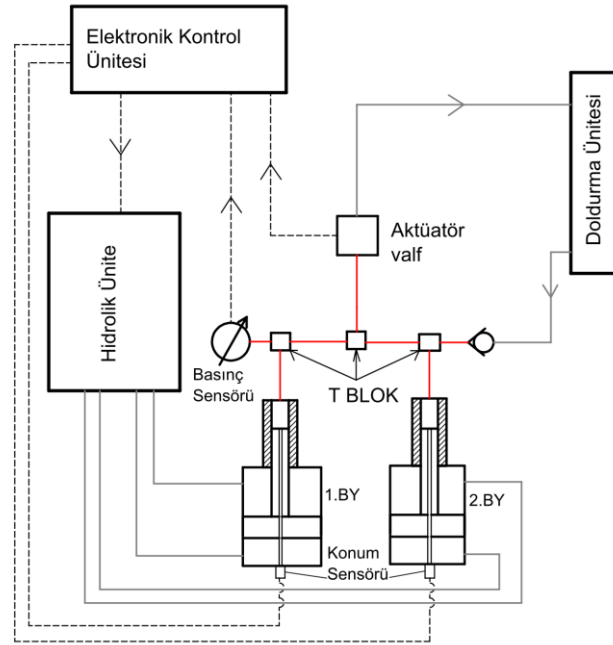 Elektronik Kontrol
Ünitesi
Doldurma Ünitesi
Aktüatör
valf
Hidrolik Ünite
Basınç
Sensörü
T BLOK
1.BY
2.BY
Konum
Sensörü